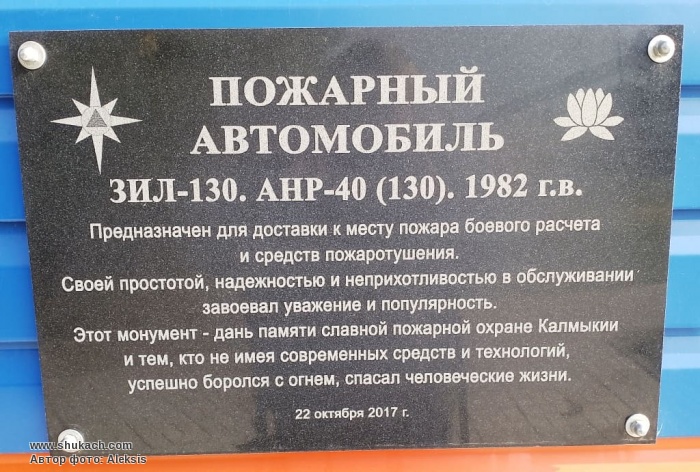 ПОЖАРНЫЙ
АВТОМОБИЛЬ
ЗИЛ-130. АНР-40 (130). 1982 г.в.
Предназначен для доставки к месту пожара боевого расчета
и средств пожаротушения.
Своей простотой, надежностью и неприхотливостью в обслуживании
завоевал уважение и популярность.
Этот монумент - дань памяти славной пожарной охране Калмыкии
и тем, кто не имея современных средств и технологий,
успешно боролся с огнем, спасал человеческие жизни.
22 октября 2017 г.
www.shukach.com
Автор фото: Aleksis